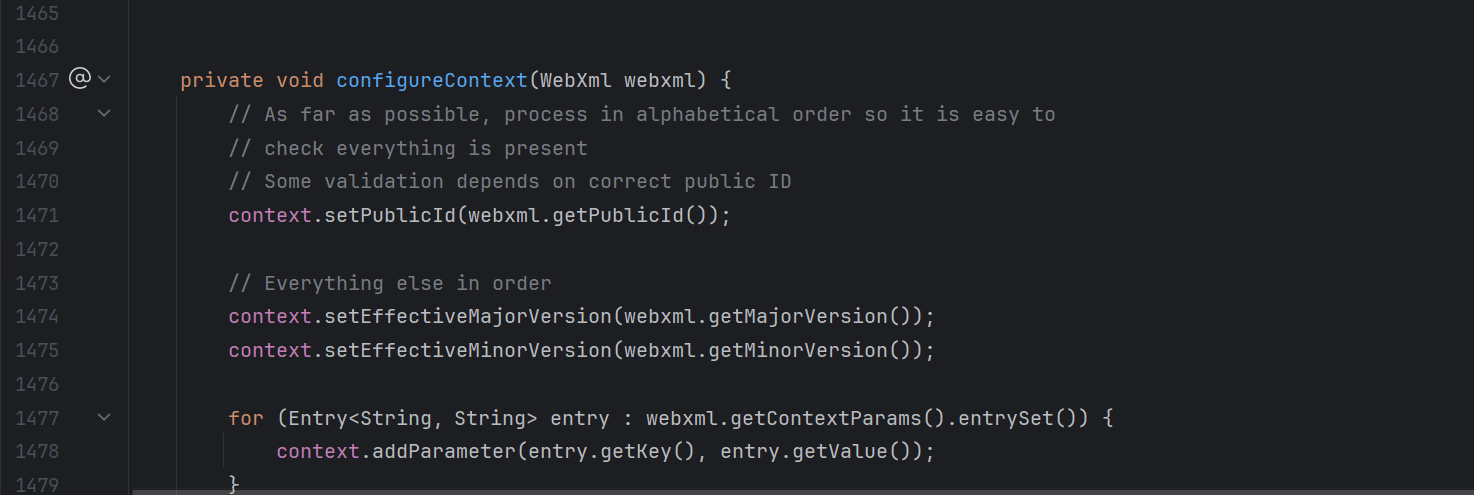 1465
1466
1467 @ private void configureContext(WebXml webxml) {
1468 // As far as possible, process in alphabetical order so it is easy to
1469 // check everything is present
1470 // Some validation depends on correct public ID
1471 context.setPublicId(webxml.getPublicId());
1472
1473 // Everything else in order
1474 context.setEffectiveMajorVersion(webxml.getMajorVersion());
1475 context.setEffectiveMinorVersion(webxml.getMinorVersion());
1476
1477 for (Entry<String, String> entry : webxml.getContextParams().entrySet()) {
1478 context.addParameter(entry.getKey(), entry.getValue());
1479 }